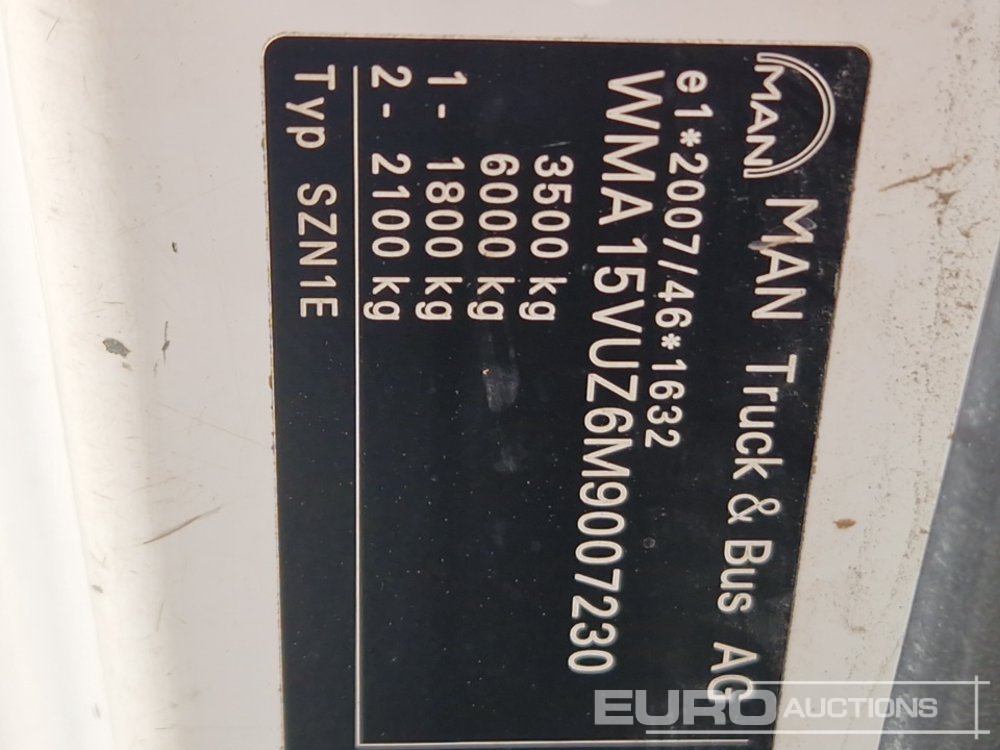 MAN MAN Truck & Bus AG
e1*2007/46*1632
WMA15VUZ6M9007230
3500 kg
6000 kg
1- 1800 kg
2- 2100 kg
Typ SZN1E
EURO AUCTIONS